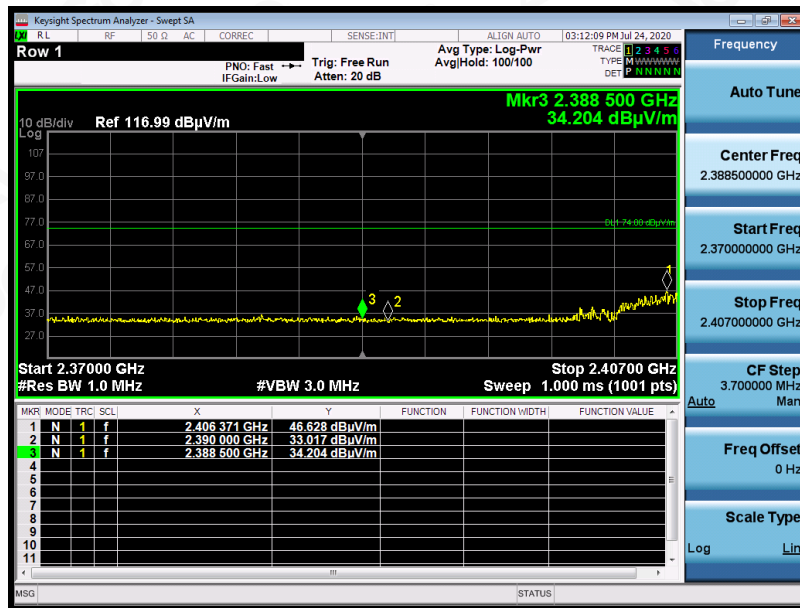 Keysight Spectrum Analyzer - Swept SA
LXI RL RF 50 Ω AC CORREC SENSE:INT ALIGN AUTO 03:12:09 PM Jul 24, 2020
Row 1
PNO: Fast
IFGain:Low
Trig: Free Run
Atten: 20 dB
Avg Type: Log-Pwr
Avg|Hold: 100/100
TRACE 1 2 3 4 5 6
TYPE M W W W W W
DET P N N N N N
Mkr3 2.388 500 GHz
34.204 dBµV/m
10 dB/div Ref 116.99 dBµV/m
Log
107
97.0
87.0
77.0
67.0
57.0
47.0
37.0
27.0
DL1 74.00 dBµV/m
1
3
2
Start 2.37000 GHz Stop 2.40700 GHz
#Res BW 1.0 MHz #VBW 3.0 MHz Sweep 1.000 ms (1001 pts)
MKR MODE TRC SCL X Y FUNCTION FUNCTION WIDTH FUNCTION VALUE
1 N 1 f 2.406 371 GHz 46.628 dBµV/m
2 N 1 f 2.390 000 GHz 33.017 dBµV/m
3 N 1 f 2.388 500 GHz 34.204 dBµV/m
4
5
6
7
8
9
10
11
MSG STATUS
Frequency
Auto Tune
Center Freq
2.388500000 GHz
Start Freq
2.370000000 GHz
Stop Freq
2.407000000 GHz
CF Step
3.700000 MHz
Auto Man
Freq Offset
0 Hz
Scale Type
Log Lin